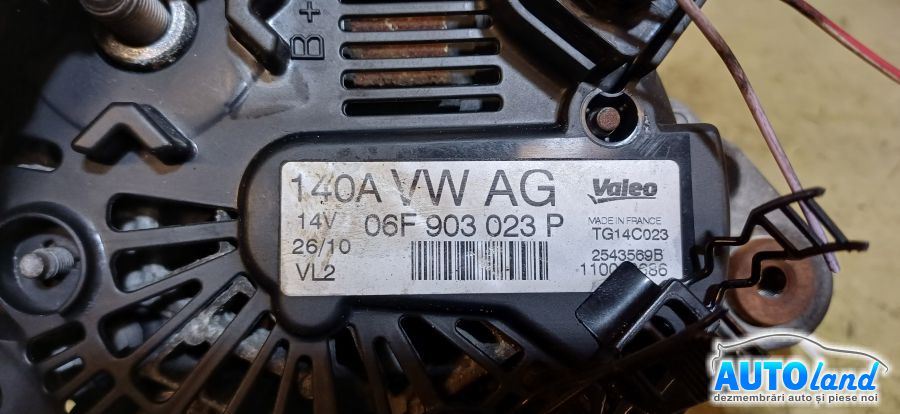 B+
140A VW AG
14V 06F 903 023 P
26/10
VL2
Valeo
MADE IN FRANCE
TG14C023
2543569B
AUTOland
dezmembrări auto și piese noi